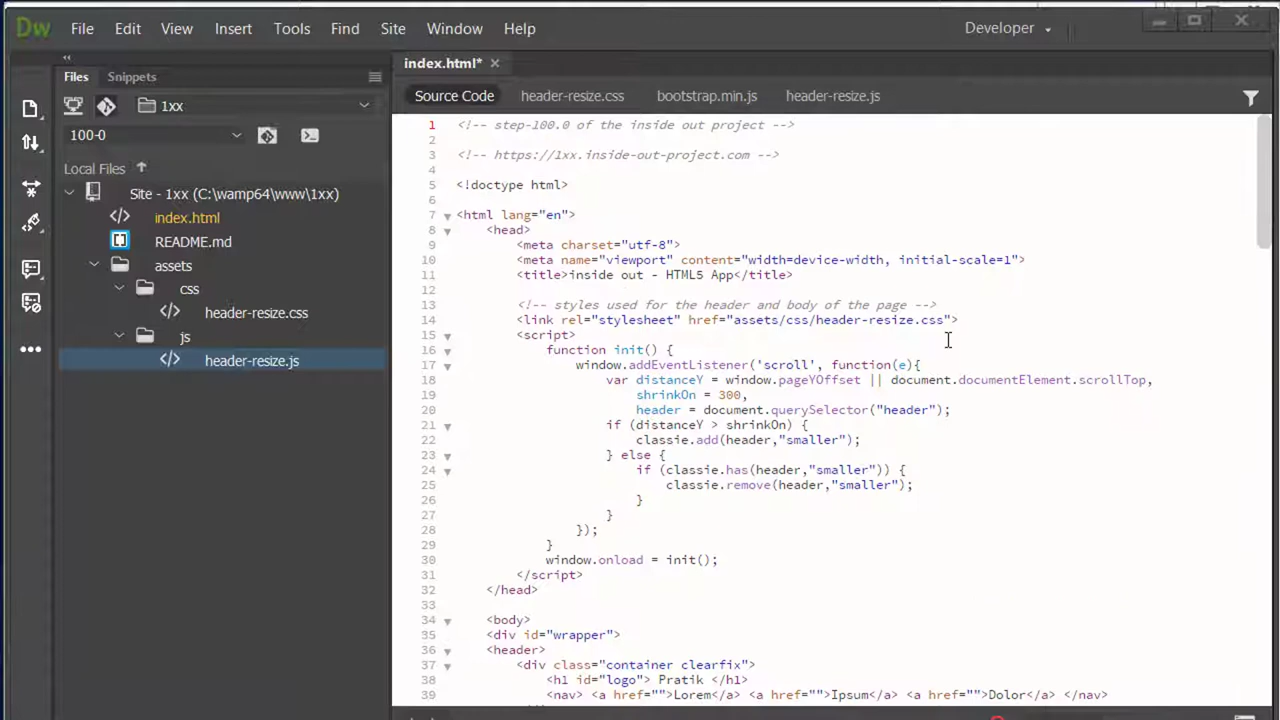 Dw File Edit View Insert Tools Find Site Window Help Developer
Files Snippets
index.html*
1xx
Source Code header-resize.css bootstrap.min.js header-resize.js
100-0
Local Files
Site - 1xx (C:\wamp64\www\1xx)
index.html
README.md
assets
css
header-resize.css
js
header-resize.js
1 <!-- step-100.0 of the inside out project -->
2
3 <!-- https://1xx.inside-out-project.com -->
4
5 <!doctype html>
6
7 <html lang="en">
8 <head>
9 <meta charset="utf-8">
10 <meta name="viewport" content="width=device-width, initial-scale=1">
11 <title>inside out - HTML5 App</title>
12
13 <!-- styles used for the header and body of the page -->
14 <link rel="stylesheet" href="assets/css/header-resize.css">
15 <script>
16 function init() {
17 window.addEventListener('scroll', function(e){
18 var distanceY = window.pageYOffset || document.documentElement.scrollTop,
19 shrinkOn = 300,
20 header = document.querySelector("header");
21 if (distanceY > shrinkOn) {
22 classie.add(header,"smaller");
23 } else {
24 if (classie.has(header,"smaller")) {
25 classie.remove(header,"smaller");
26 }
27 }
28 });
29 }
30 window.onload = init();
31 </script>
32 </head>
33
34 <body>
35 <div id="wrapper">
36 <header>
37 <div class="container clearfix">
38 <h1 id="logo"> Pratik </h1>
39 <nav> <a href="">Lorem</a> <a href="">Ipsum</a> <a href="">Dolor</a> </nav>